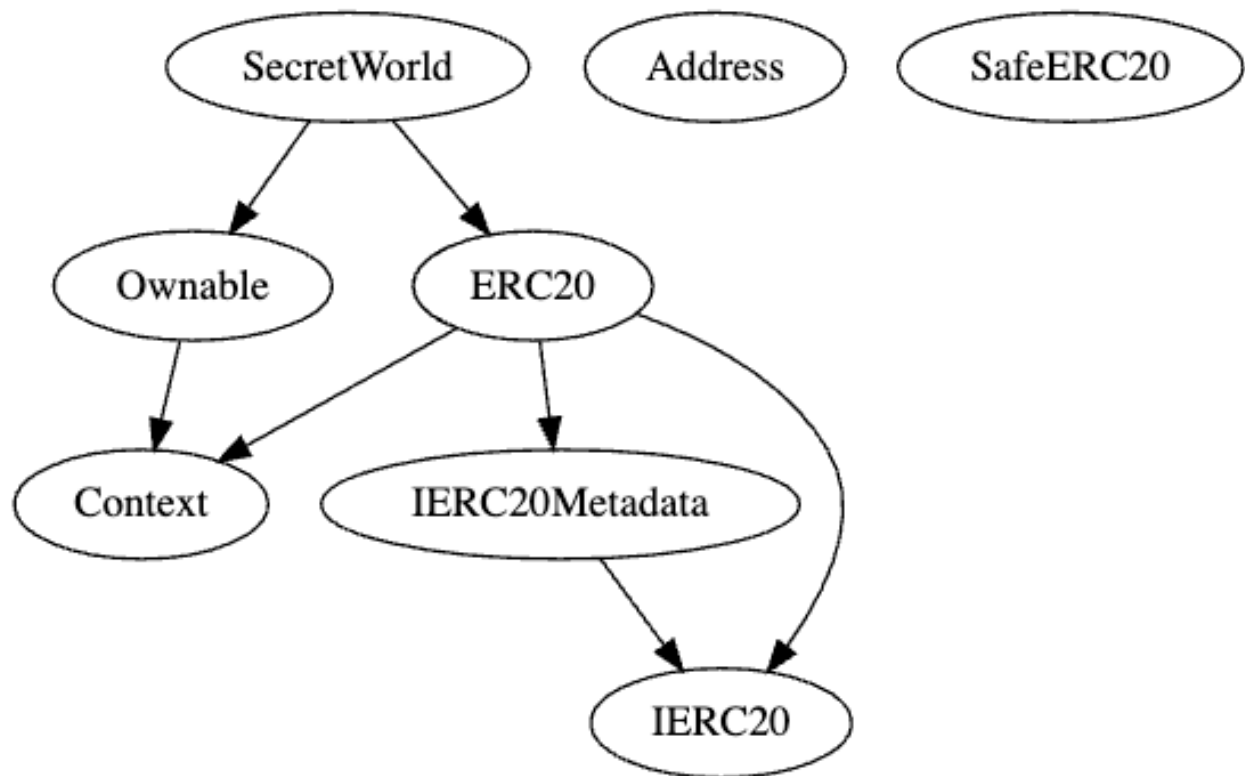 SecretWorld
Address
SafeERC20
Ownable
ERC20
Context
IERC20Metadata
IERC20